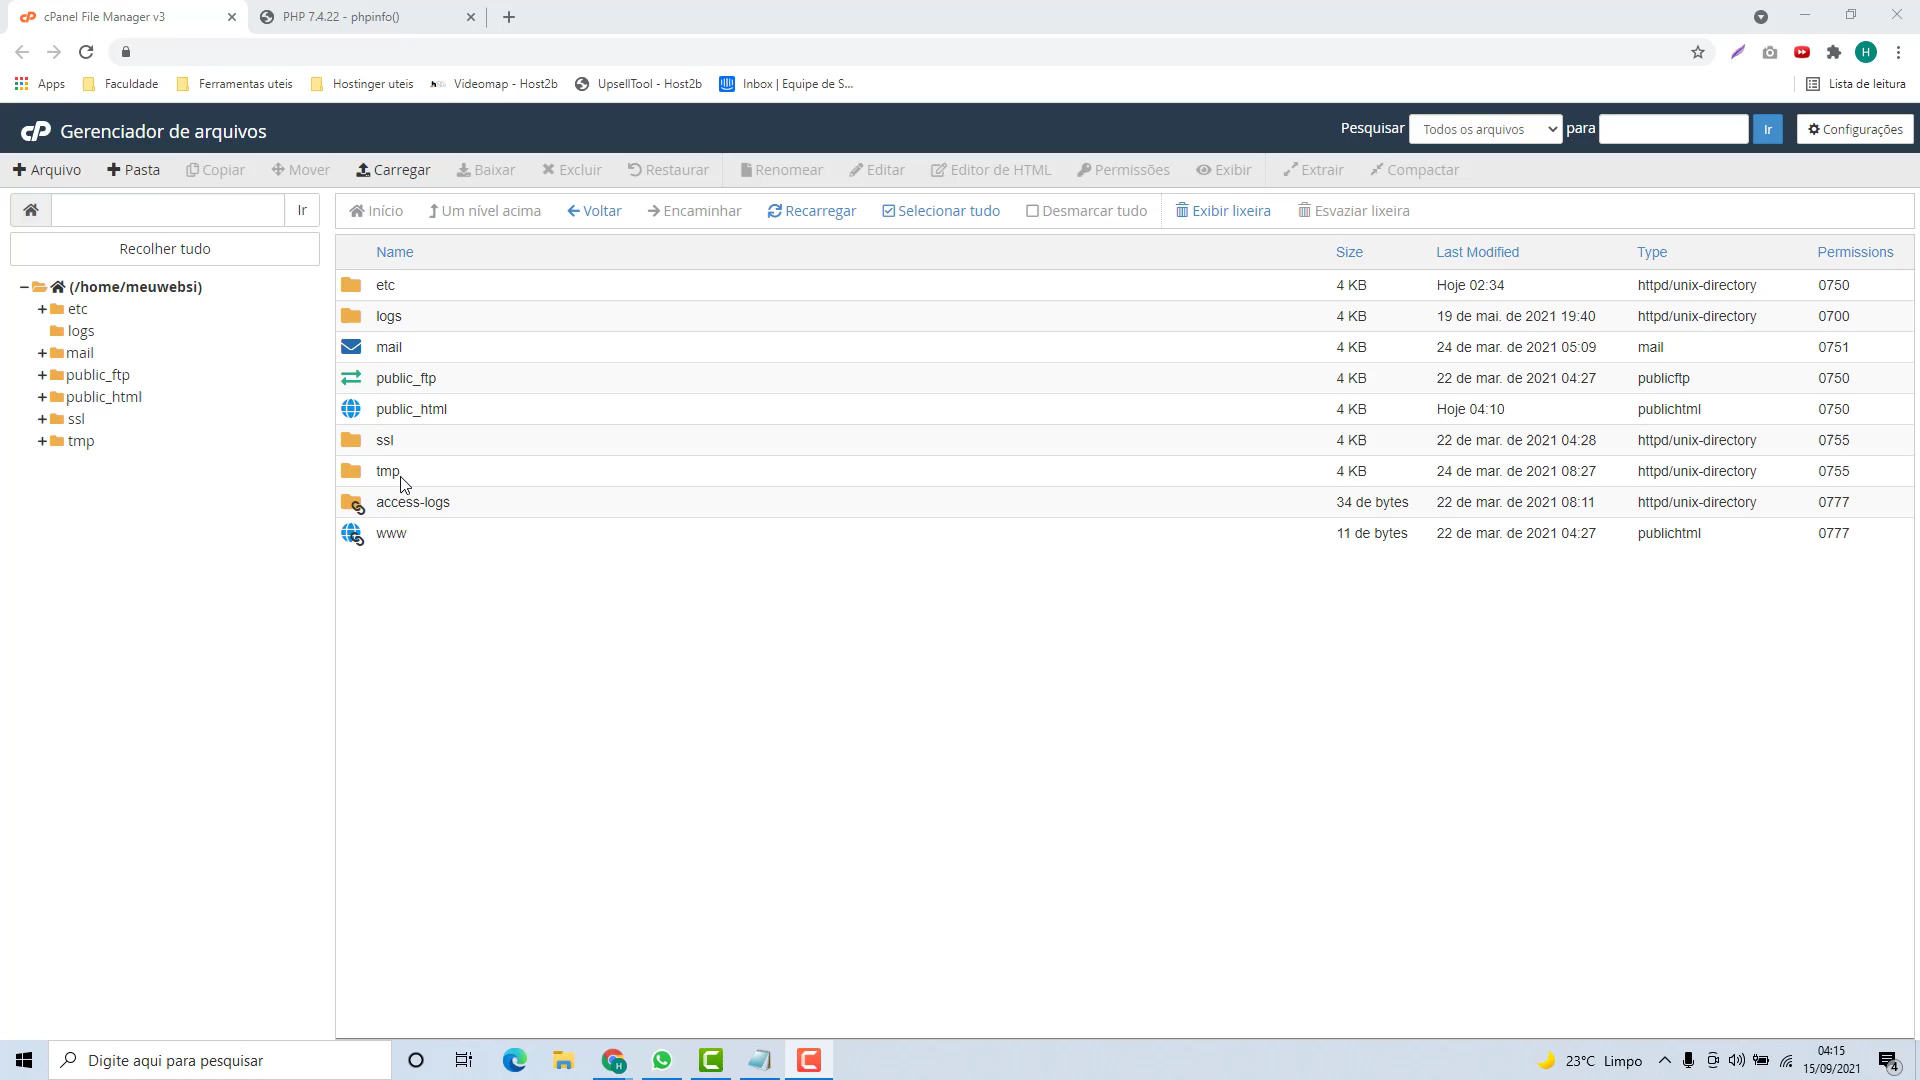 cPanel File Manager v3
PHP 7.4.22 - phpinfo()
H
Apps
Faculdade
Ferramentas uteis
Hostinger uteis
Videomap - Host2b
UpsellTool - Host2b
Inbox | Equipe de S...
Lista de leitura
cP Gerenciador de arquivos
Pesquisar Todos os arquivos para Ir Configurações
Arquivo
Pasta
Copiar
Mover
Carregar
Baixar
Excluir
Restaurar
Renomear
Editar
Editor de HTML
Permissões
Exibir
Extrair
Compactar
Ir
Início
Um nível acima
Voltar
Encaminhar
Recarregar
Selecionar tudo
Desmarcar tudo
Exibir lixeira
Esvaziar lixeira
Recolher tudo
(/home/meuwebsi)
etc
logs
mail
public_ftp
public_html
ssl
tmp
Name Size Last Modified Type Permissions
etc 4 KB Hoje 02:34 httpd/unix-directory 0750
logs 4 KB 19 de mai. de 2021 19:40 httpd/unix-directory 0700
mail 4 KB 24 de mar. de 2021 05:09 mail 0751
public_ftp 4 KB 22 de mar. de 2021 04:27 publicftp 0750
public_html 4 KB Hoje 04:10 publichtml 0750
ssl 4 KB 22 de mar. de 2021 04:28 httpd/unix-directory 0755
tmp 4 KB 24 de mar. de 2021 08:27 httpd/unix-directory 0755
access-logs 34 de bytes 22 de mar. de 2021 08:11 httpd/unix-directory 0777
www 11 de bytes 22 de mar. de 2021 04:27 publichtml 0777
Digite aqui para pesquisar
23°C Limpo
04:15
15/09/2021
4